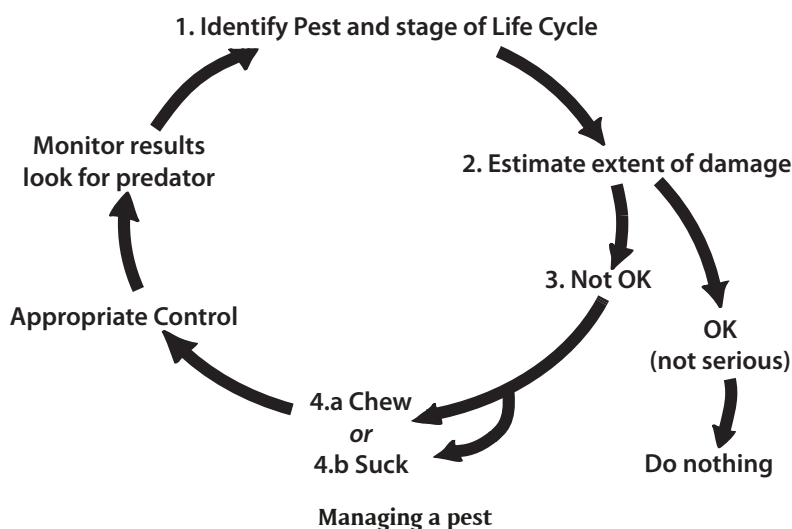 1. Identify Pest and stage of Life Cycle
2. Estimate extent of damage
3. Not OK
OK
(not serious)
Do nothing
4.a Chew
or
4.b Suck
Appropriate Control
Monitor results
look for predator
Managing a pest